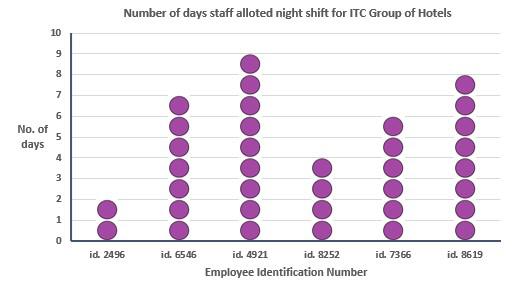 Number of days staff alloted night shift for ITC Group of Hotels
10
9
8
7
6
5
4
3
2
1
0
No. of
days
id. 2496 id. 6546 id. 4921 id. 8252 id. 7366 id. 8619
Employee Identification Number